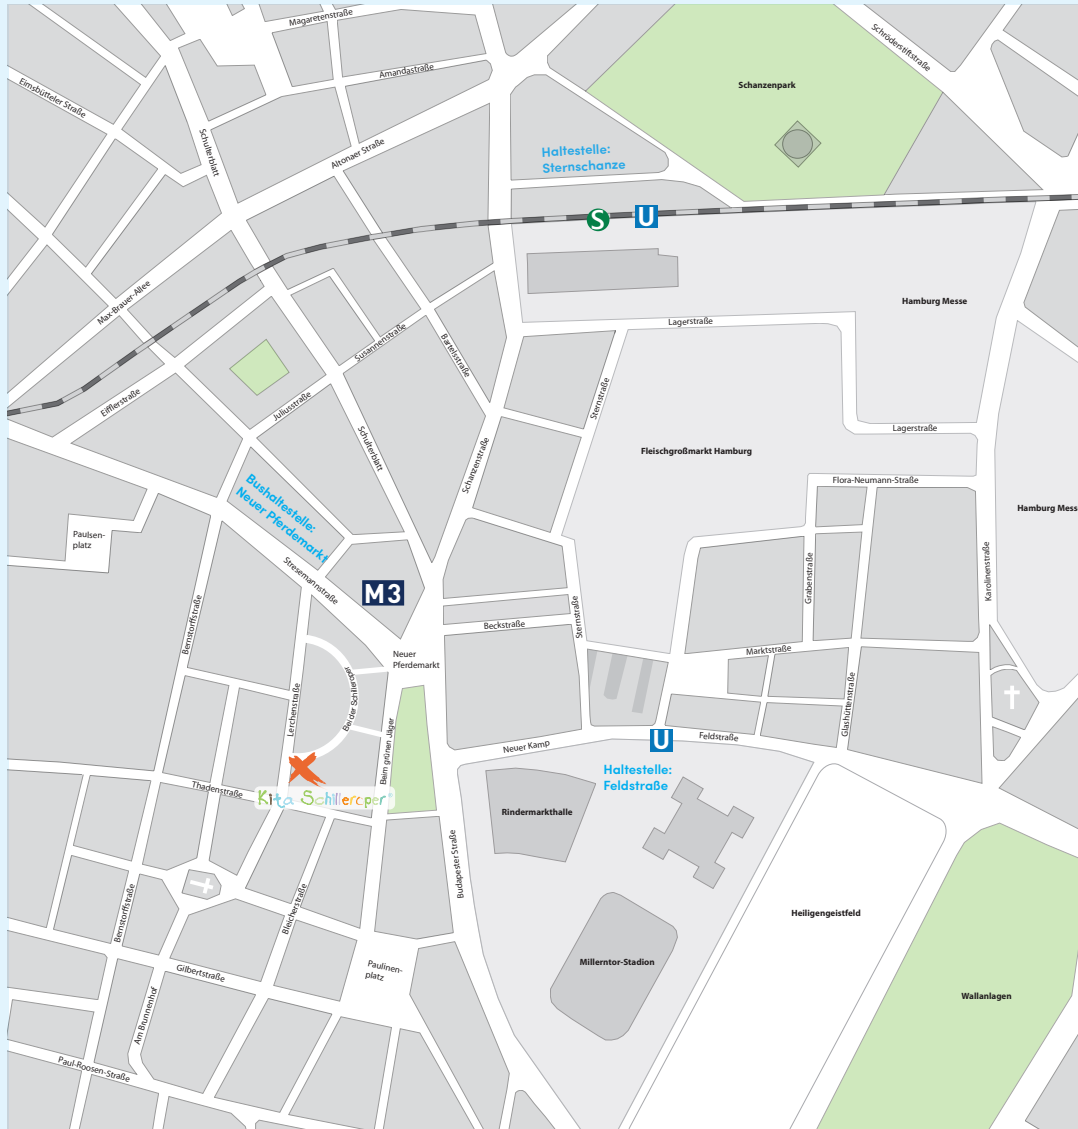 Magaretenstraße
Schröderstiftstraße
Amandastraße
Schanzenpark
Eimsbütteler Straße
Schulterblatt
Altonaer Straße
Haltestelle:
Sternschanze
S
U
Max-Brauer-Allee
Hamburg Messe
Lagerstraße
Susannenstraße
Bartelsstraße
Eifflerstraße
Juliusstraße
Sternstraße
Schulterblatt
Lagerstraße
Schanzenstraße
Fleischgroßmarkt Hamburg
Flora-Neumann-Straße
Bushaltestelle:
Neuer Pferdemarkt
Hamburg Messe
Paulsen-
platz
Stresemannstraße
M3
Grabenstraße
Karolinenstraße
Bernstorffstraße
Sternstraße
Beckstraße
Neuer
Pferdemarkt
Marktstraße
Lerchenstraße
Bei der Schilleroper
Glashüttenstraße
Beim grünen Jäger
Neuer Kamp
U
Feldstraße
Haltestelle:
Feldstraße
Thadenstraße
Kita Schilleroper
Rindermarkthalle
Budapester Straße
Bernstorffstraße
Bleicherstraße
Heiligengeistfeld
Gilbertstraße
Paulinen-
platz
Millerntor-Stadion
Wallanlagen
Am Brunnenhof
Paul-Roosen-Straße